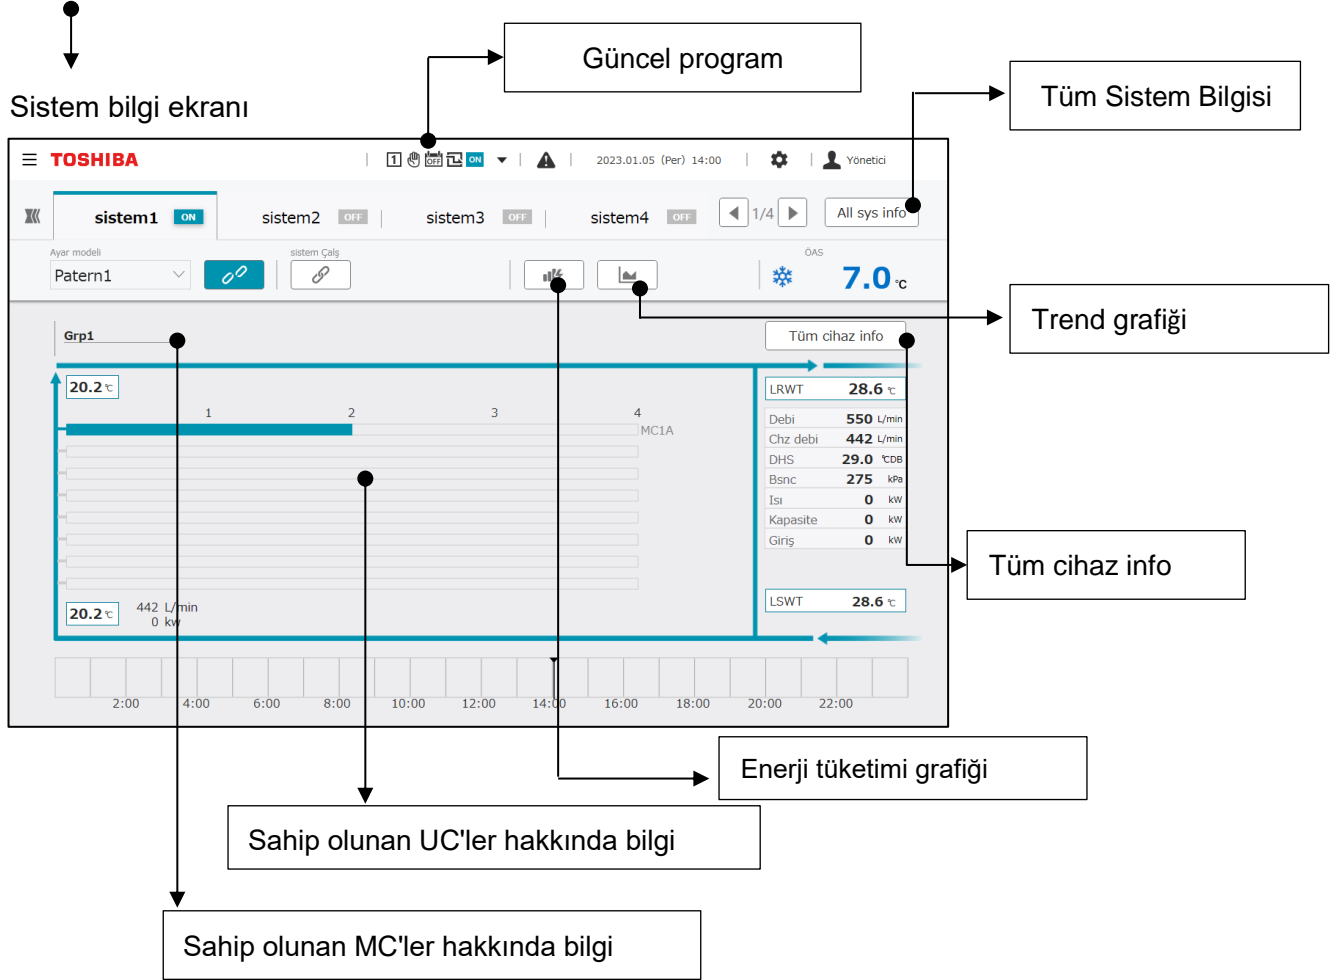 Güncel program
Tüm Sistem Bilgisi
Sistem bilgi ekranı
TOSHIBA 1 OFF ON 2023.01.05 (Per) 14:00 Yönetici
sistem1 ON sistem2 OFF sistem3 OFF sistem4 OFF 1/4 All sys info
Ayar modeli sistem Çalş ÖAS
Patern1 7.0 °C
Trend grafiği
Grp1 Tüm cihaz info
20.2 °C LRWT 28.6 °C
1 2 3 4
MC1A
Debi 550 L/min
Chz debi 442 L/min
DHS 29.0 °CDB
Bsnc 275 kPa
Isı 0 kW
Kapasite 0 kW
Giriş 0 kW
Tüm cihaz info
20.2 °C 442 L/min LSWT 28.6 °C
0 kw
2:00 4:00 6:00 8:00 10:00 12:00 14:00 16:00 18:00 20:00 22:00
Enerji tüketimi grafiği
Sahip olunan UC'ler hakkında bilgi
Sahip olunan MC'ler hakkında bilgi